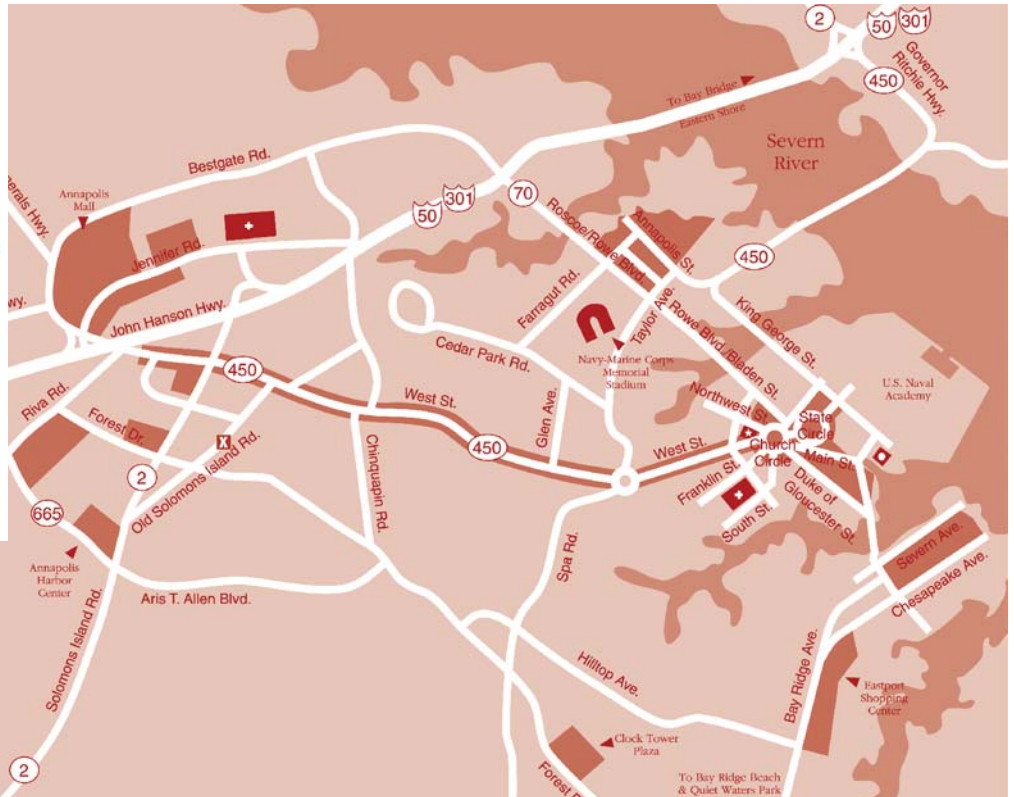 2
50
301
Governor
Ritchie Hwy.
450
To Bay Bridge
Eastern Shore
Severn
River
Bestgate Rd.
Annapolis
Mall
50
301
70
Jennifer Rd.
Roscoe/Rowe Blvd.
Annapolis St.
450
John Hanson Hwy.
Farragut Rd.
Taylor Ave.
Rowe Blvd./Bladen St.
King George St.
Cedar Park Rd.
Navy-Marine Corps
Memorial
Stadium
U.S. Naval
Academy
450
West St.
Glen Ave.
450
West St.
Northwest St.
State
Circle
Church
Circle
Main St.
Franklin St.
South St.
Duke of
Gloucester St.
Riva Rd.
Forest Dr.
X
2
Old Solomons Island Rd.
Chinquapin Rd.
665
Annapolis
Harbor
Center
Aris T. Allen Blvd.
Spa Rd.
Severn Ave.
Chesapeake Ave.
Solomons Island Rd.
Hilltop Ave.
Bay Ridge Ave.
Eastport
Shopping
Center
Clock Tower
Plaza
Forest
To Bay Ridge Beach
& Quiet Waters Park
2